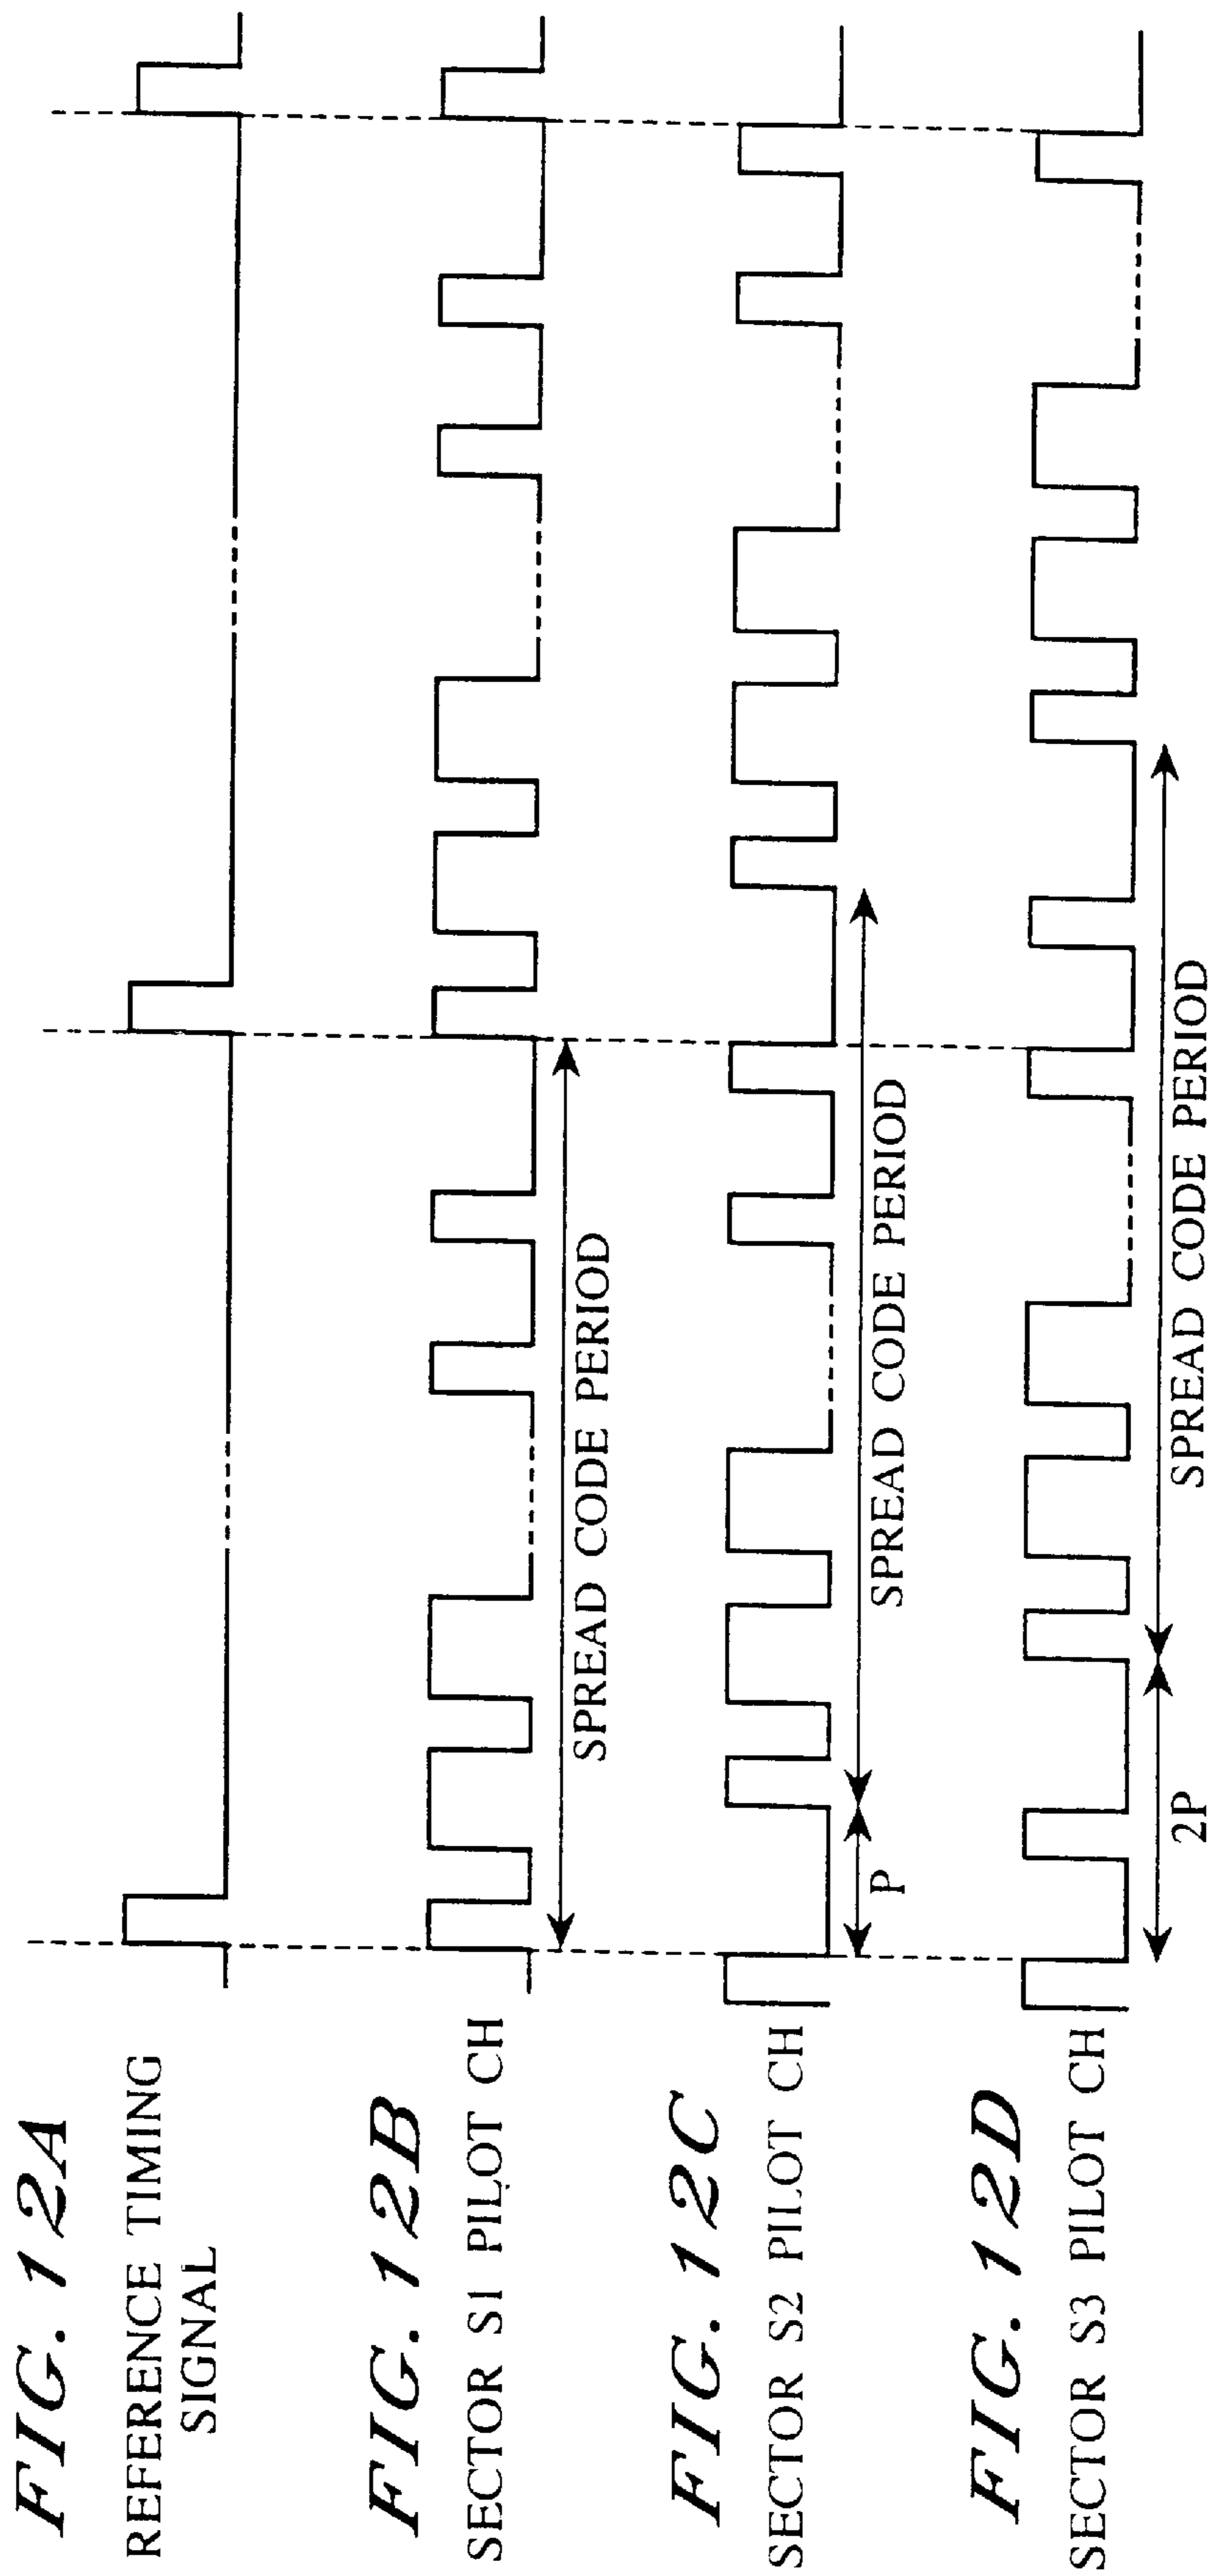 FIG. 12A
REFERENCE TIMING
SIGNAL
FIG. 12B
SECTOR S1 PILOT CH
SPREAD CODE PERIOD
FIG. 12C
SECTOR S2 PILOT CH
P
SPREAD CODE PERIOD
FIG. 12D
SECTOR S3 PILOT CH
2P
SPREAD CODE PERIOD